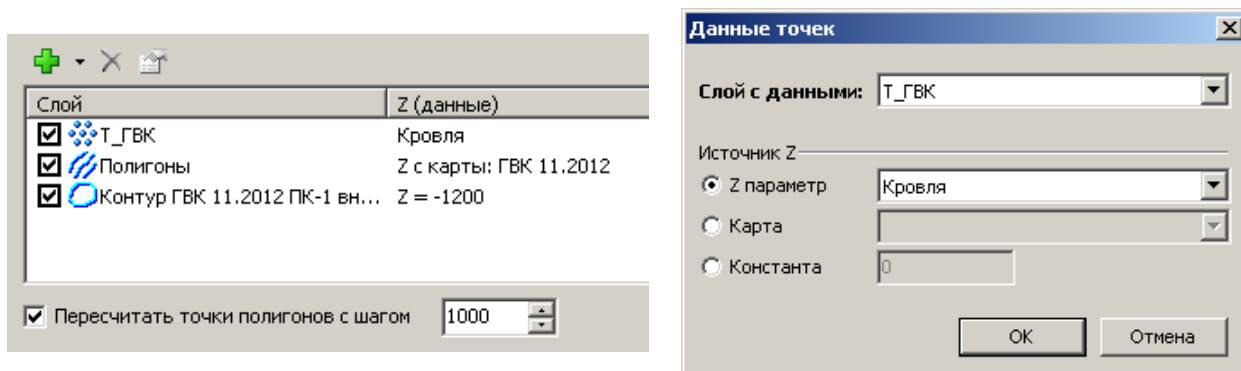 Слой Z (данные)
Т_ГВК Кровля
Полигоны Z с карты: ГВК 11.2012
Контур ГВК 11.2012 ПК-1 вн... Z = -1200
Пересчитать точки полигонов с шагом 1000
Данные точек
Слой с данными: Т_ГВК
Источник Z
Z параметр Кровля
Карта
Константа 0
ОК Отмена